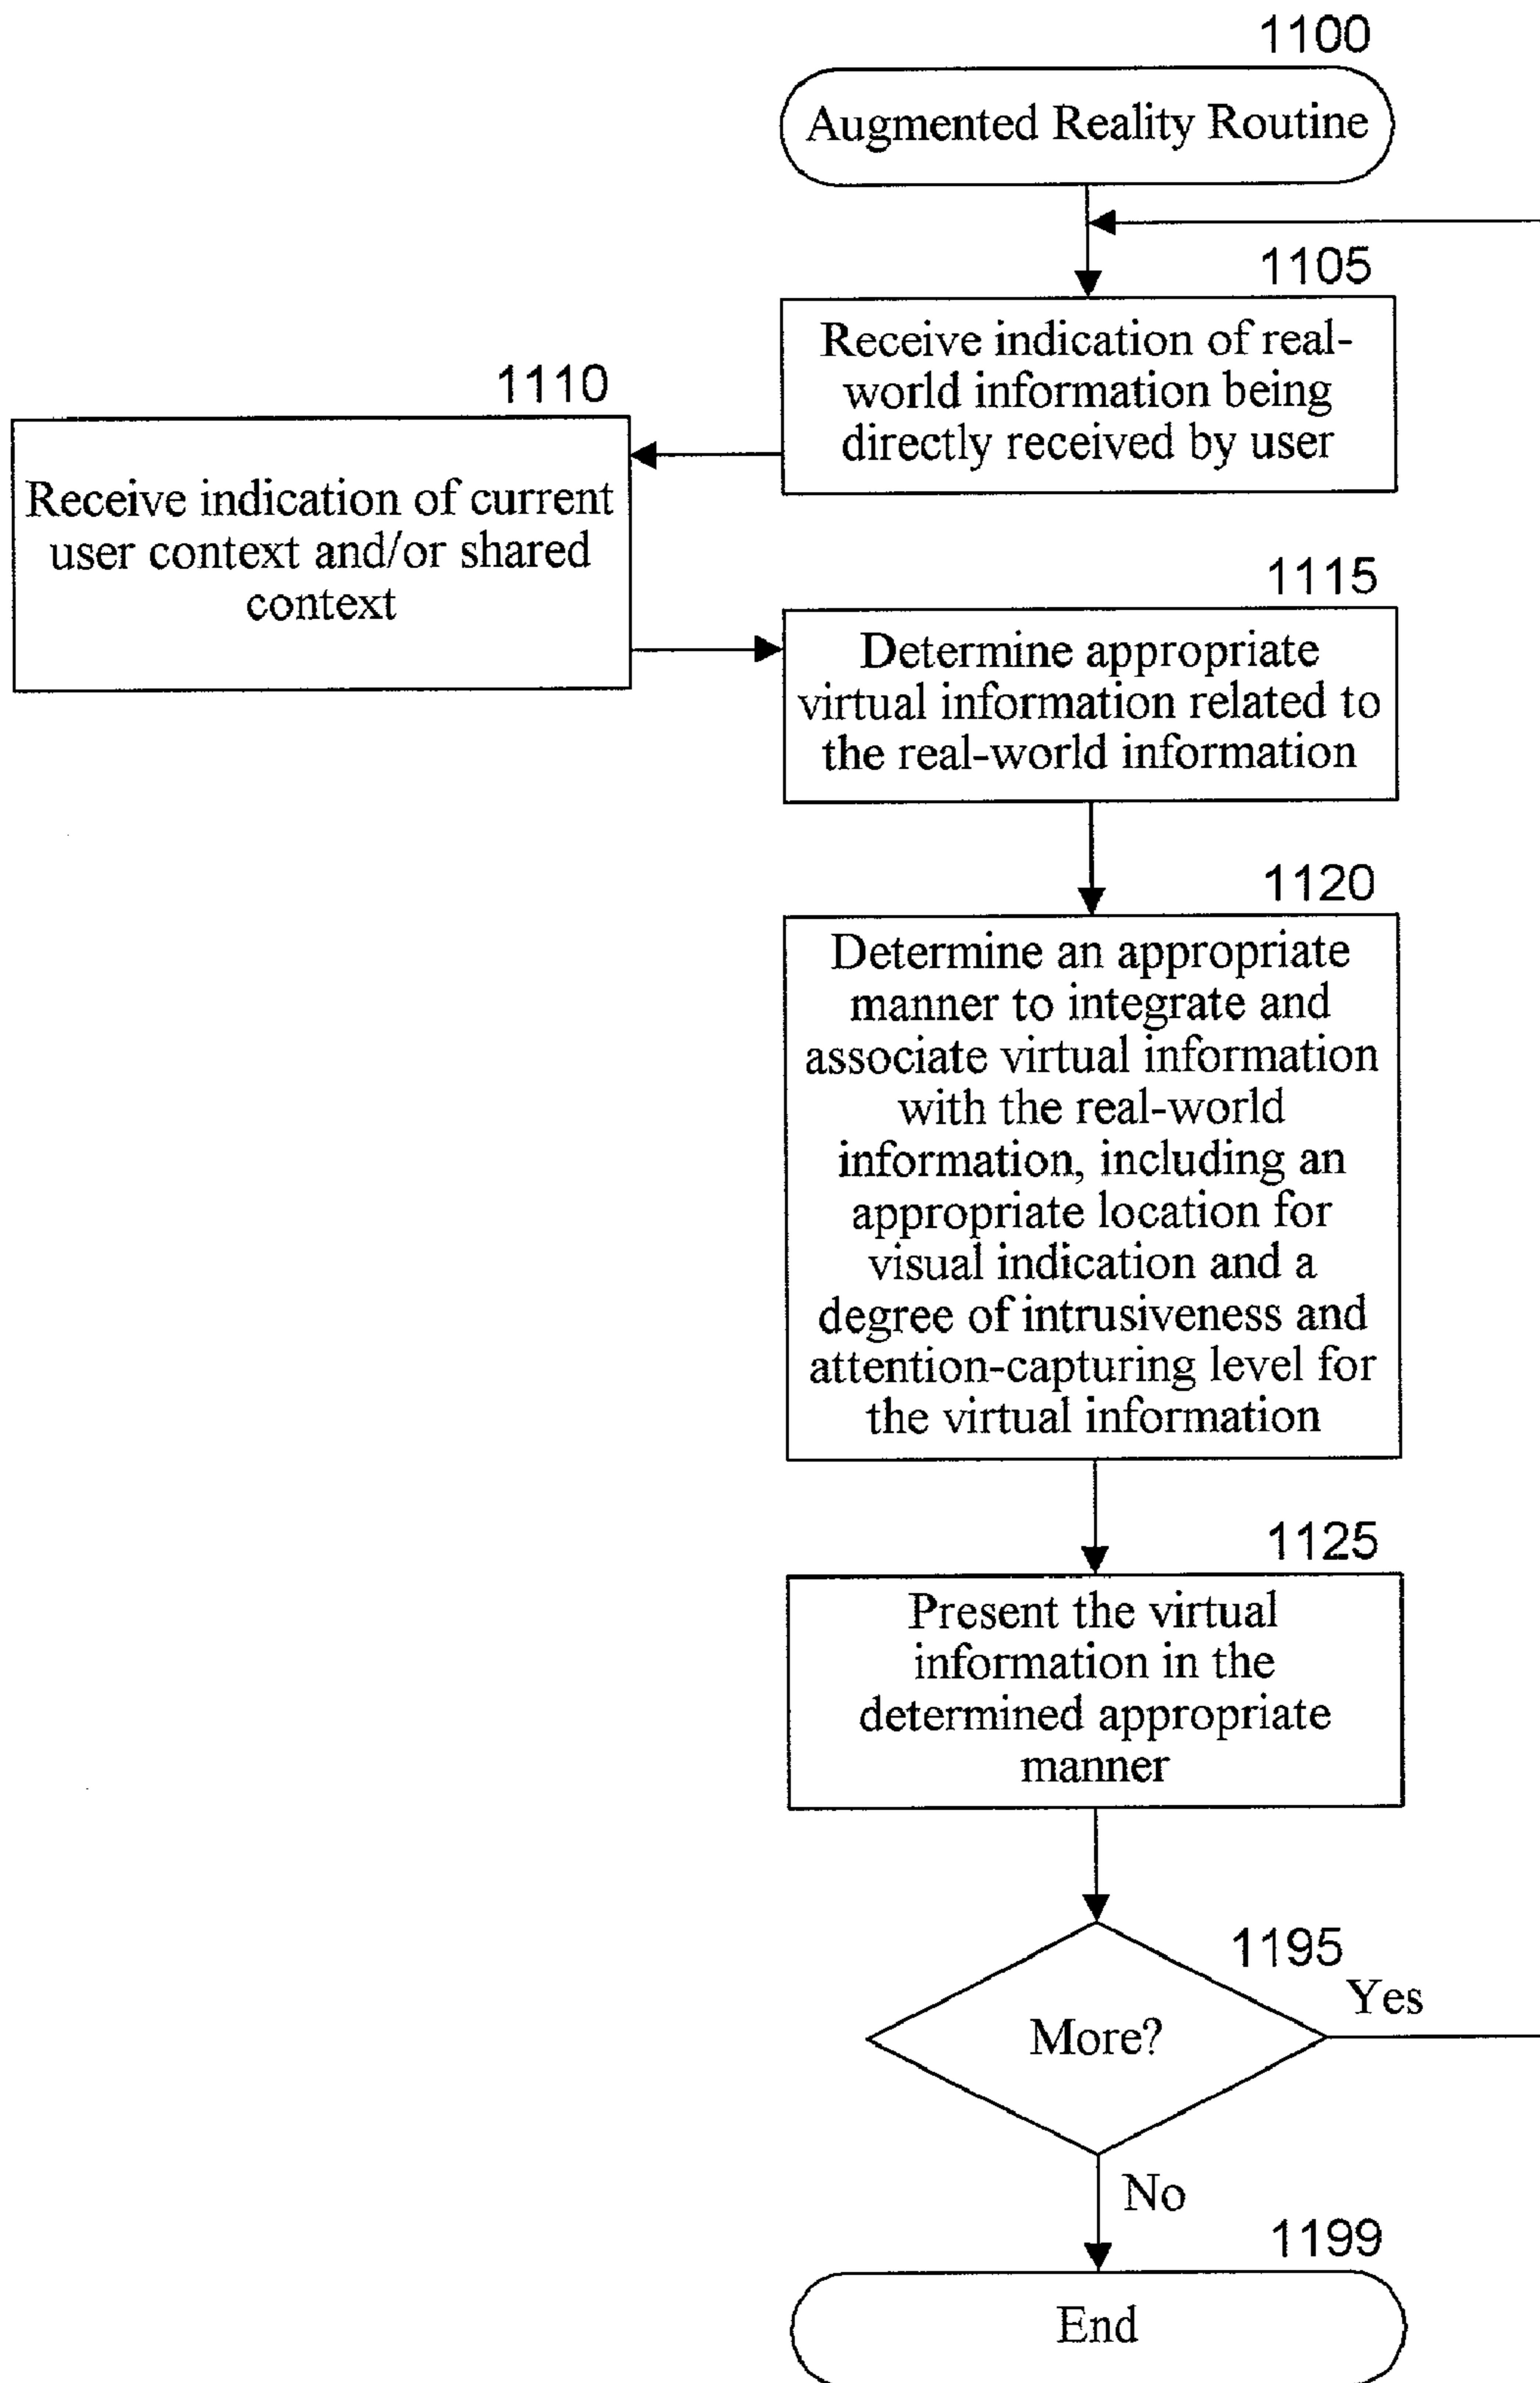 1100
Augmented Reality Routine
1105
Receive indication of real-
world information being
directly received by user
1110
Receive indication of current
user context and/or shared
context
1115
Determine appropriate
virtual information related to
the real-world information
1120
Determine an appropriate
manner to integrate and
associate virtual information
with the real-world
information, including an
appropriate location for
visual indication and a
degree of intrusiveness and
attention-capturing level for
the virtual information
1125
Present the virtual
information in the
determined appropriate
manner
1195
Yes
More?
No
1199
End